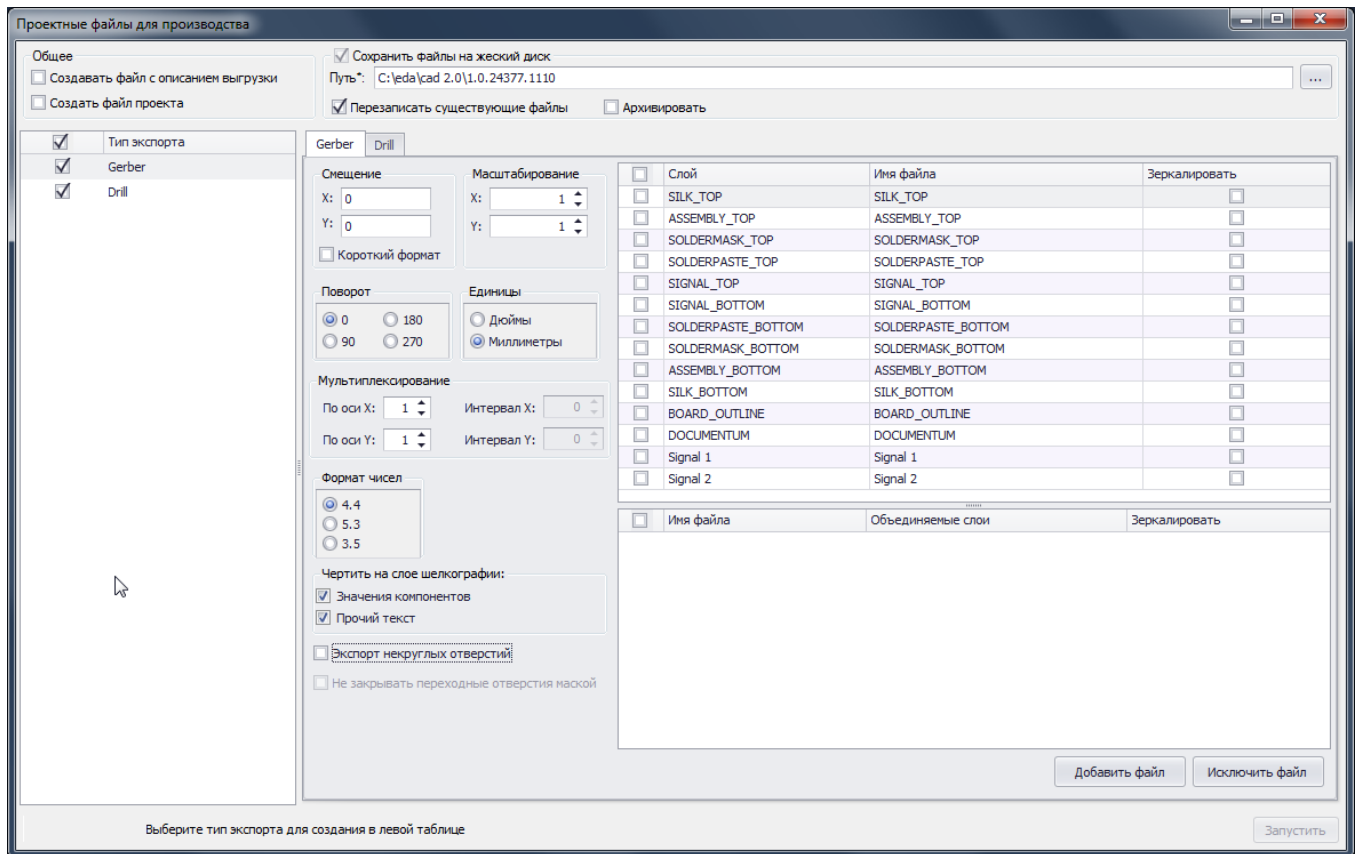 Проектные файлы для производства
Общее
Создавать файл с описанием выгрузки
Создать файл проекта
Сохранить файлы на жеский диск
Путь*: C:\eda\cad 2.0\1.0.24377.1110 ...
Перезаписать существующие файлы Архивировать
Тип экспорта
Gerber
Drill
Gerber Drill
Смещение
X: 0
Y: 0
Короткий формат
Масштабирование
X: 1
Y: 1
Поворот
0 180
90 270
Единицы
Дюймы
Миллиметры
Мультиплексирование
По оси X: 1 Интервал X: 0
По оси Y: 1 Интервал Y: 0
Формат чисел
4.4
5.3
3.5
Чертить на слое шелкографии:
Значения компонентов
Прочий текст
Экспорт некруглых отверстий
Не закрывать переходные отверстия маской
Слой Имя файла Зеркалировать
SILK_TOP SILK_TOP
ASSEMBLY_TOP ASSEMBLY_TOP
SOLDERMASK_TOP SOLDERMASK_TOP
SOLDERPASTE_TOP SOLDERPASTE_TOP
SIGNAL_TOP SIGNAL_TOP
SIGNAL_BOTTOM SIGNAL_BOTTOM
SOLDERPASTE_BOTTOM SOLDERPASTE_BOTTOM
SOLDERMASK_BOTTOM SOLDERMASK_BOTTOM
ASSEMBLY_BOTTOM ASSEMBLY_BOTTOM
SILK_BOTTOM SILK_BOTTOM
BOARD_OUTLINE BOARD_OUTLINE
DOCUMENTUM DOCUMENTUM
Signal 1 Signal 1
Signal 2 Signal 2
Имя файла Объединяемые слои Зеркалировать
Добавить файл Исключить файл
Выберите тип экспорта для создания в левой таблице
Запустить